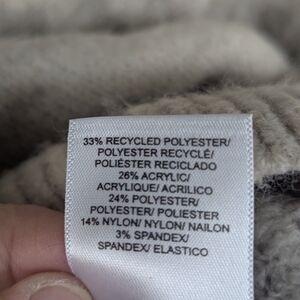 33% RECYCLED POLYESTER/
POLYESTER RECYCLÉ/
POLIÉSTER RECICLADO
26% ACRYLIC/
ACRYLIQUE/ ACRILICO
24% POLYESTER/
POLYESTER/ POLIESTER
14% NYLON/ NYLON/ NAILON
3% SPANDEX/
SPANDEX/ ELASTICO